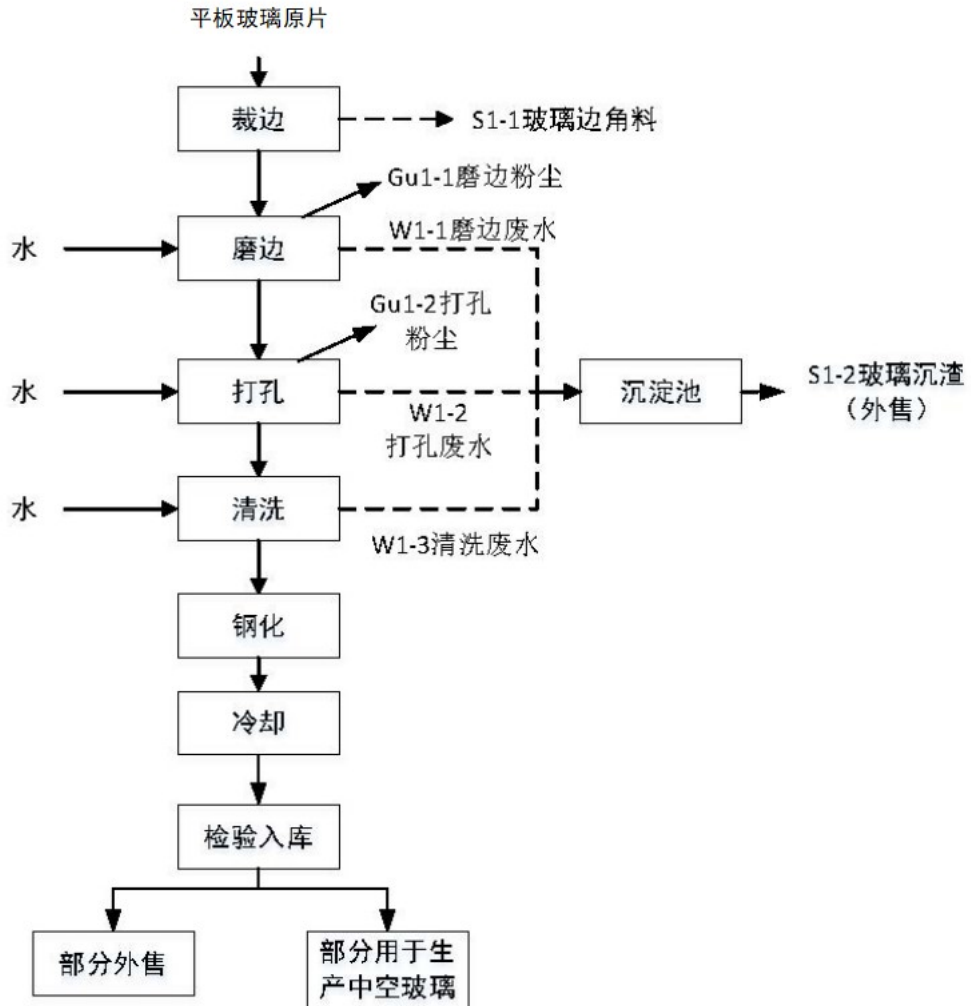 平板玻璃原片
裁边
S1-1玻璃边角料
Gu1-1磨边粉尘
W1-1磨边废水
水
磨边
Gu1-2打孔
粉尘
水
打孔
W1-2
打孔废水
沉淀池
S1-2玻璃沉渣
（外售）
水
清洗
W1-3清洗废水
钢化
冷却
检验入库
部分外售
部分用于生
产中空玻璃